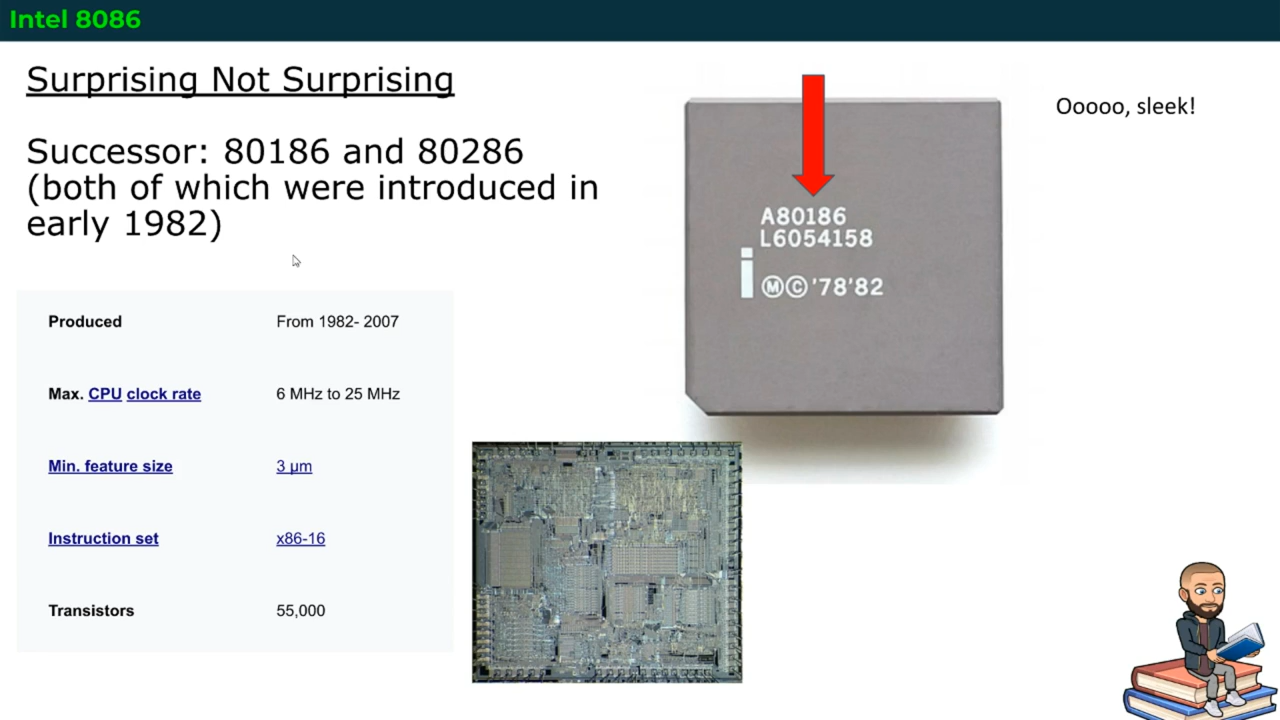 Intel 8086
Surprising Not Surprising
Successor: 80186 and 80286
(both of which were introduced in
early 1982)
Ooooo, sleek!
A80186
L6054158
i ⓂⒸ '78'82
Produced From 1982- 2007
Max. CPU clock rate 6 MHz to 25 MHz
Min. feature size 3 μm
Instruction set x86-16
Transistors 55,000